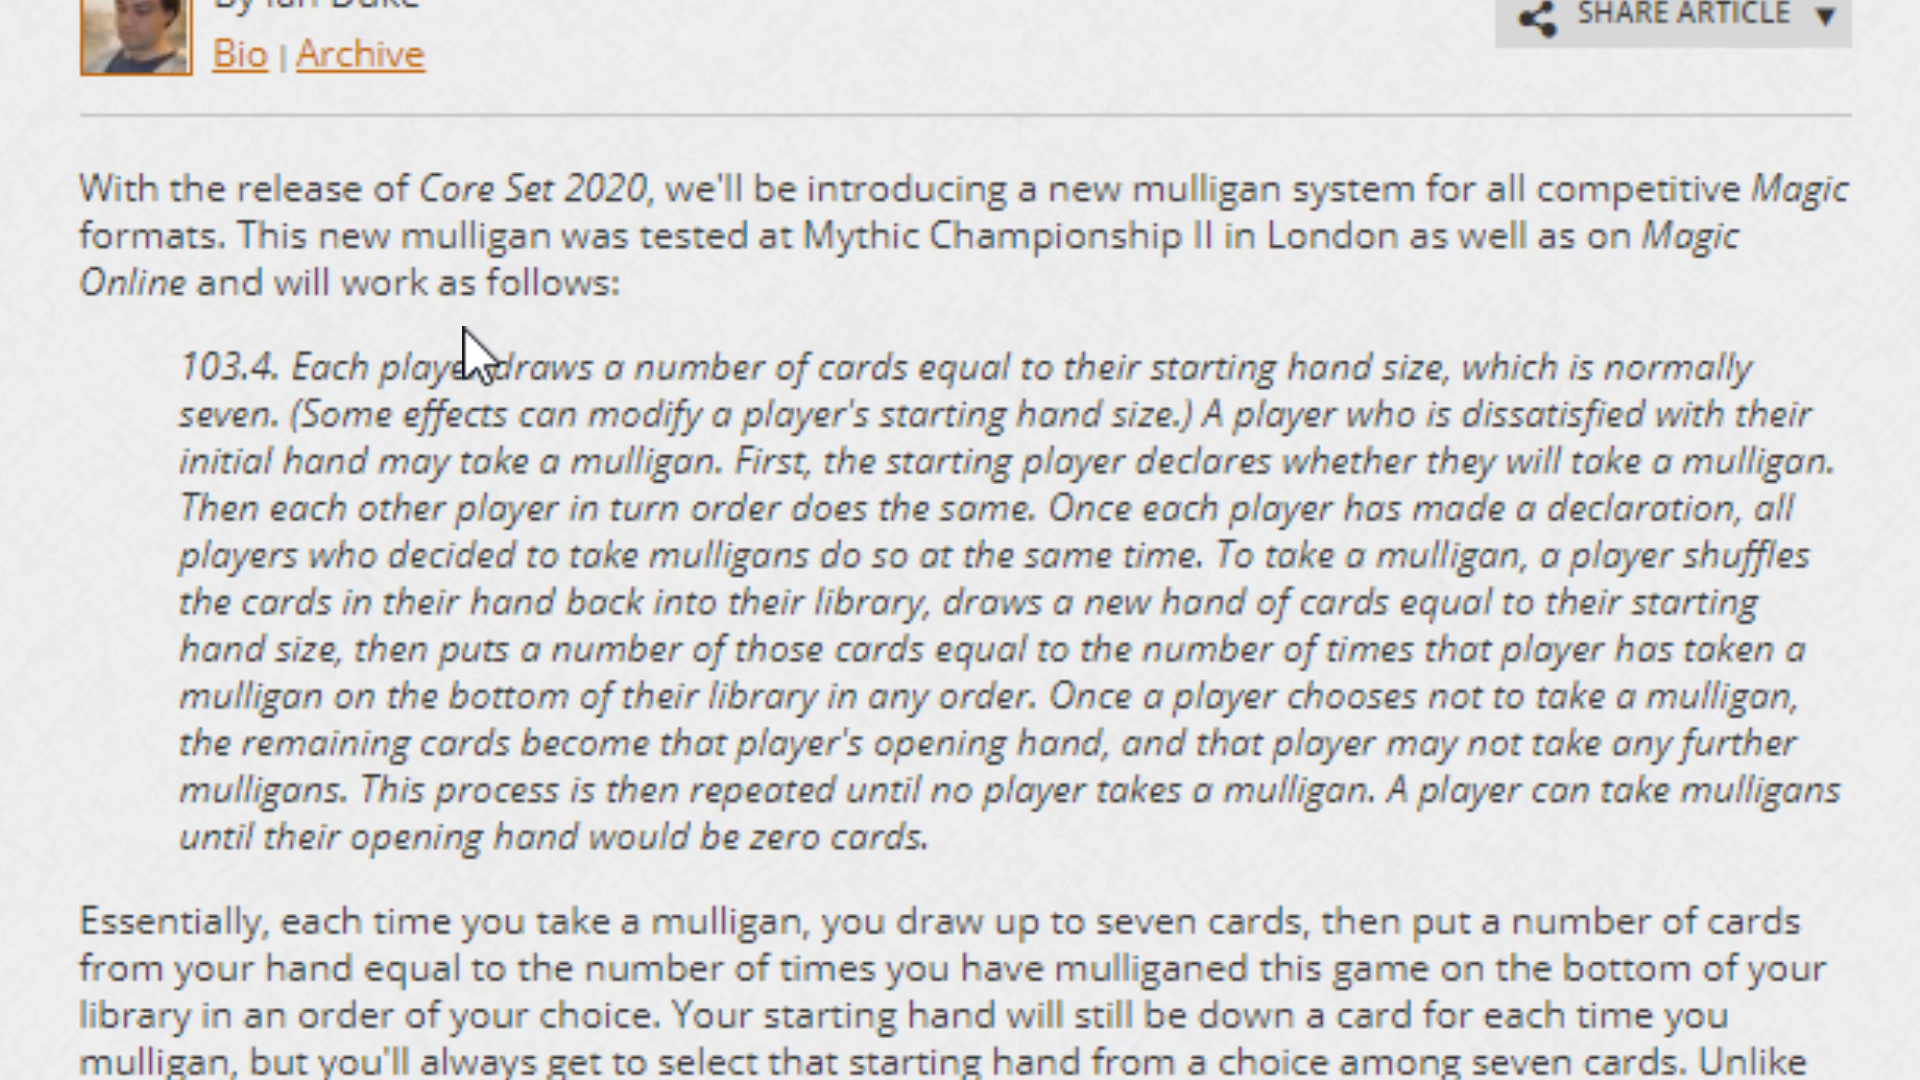 By Ian Duke
SHARE ARTICLE
Bio | Archive
With the release of Core Set 2020, we'll be introducing a new mulligan system for all competitive Magic
formats. This new mulligan was tested at Mythic Championship II in London as well as on Magic
Online and will work as follows:
103.4. Each player draws a number of cards equal to their starting hand size, which is normally
seven. (Some effects can modify a player's starting hand size.) A player who is dissatisfied with their
initial hand may take a mulligan. First, the starting player declares whether they will take a mulligan.
Then each other player in turn order does the same. Once each player has made a declaration, all
players who decided to take mulligans do so at the same time. To take a mulligan, a player shuffles
the cards in their hand back into their library, draws a new hand of cards equal to their starting
hand size, then puts a number of those cards equal to the number of times that player has taken a
mulligan on the bottom of their library in any order. Once a player chooses not to take a mulligan,
the remaining cards become that player's opening hand, and that player may not take any further
mulligans. This process is then repeated until no player takes a mulligan. A player can take mulligans
until their opening hand would be zero cards.
Essentially, each time you take a mulligan, you draw up to seven cards, then put a number of cards
from your hand equal to the number of times you have mulliganed this game on the bottom of your
library in an order of your choice. Your starting hand will still be down a card for each time you
mulligan, but you'll always get to select that starting hand from a choice among seven cards. Unlike